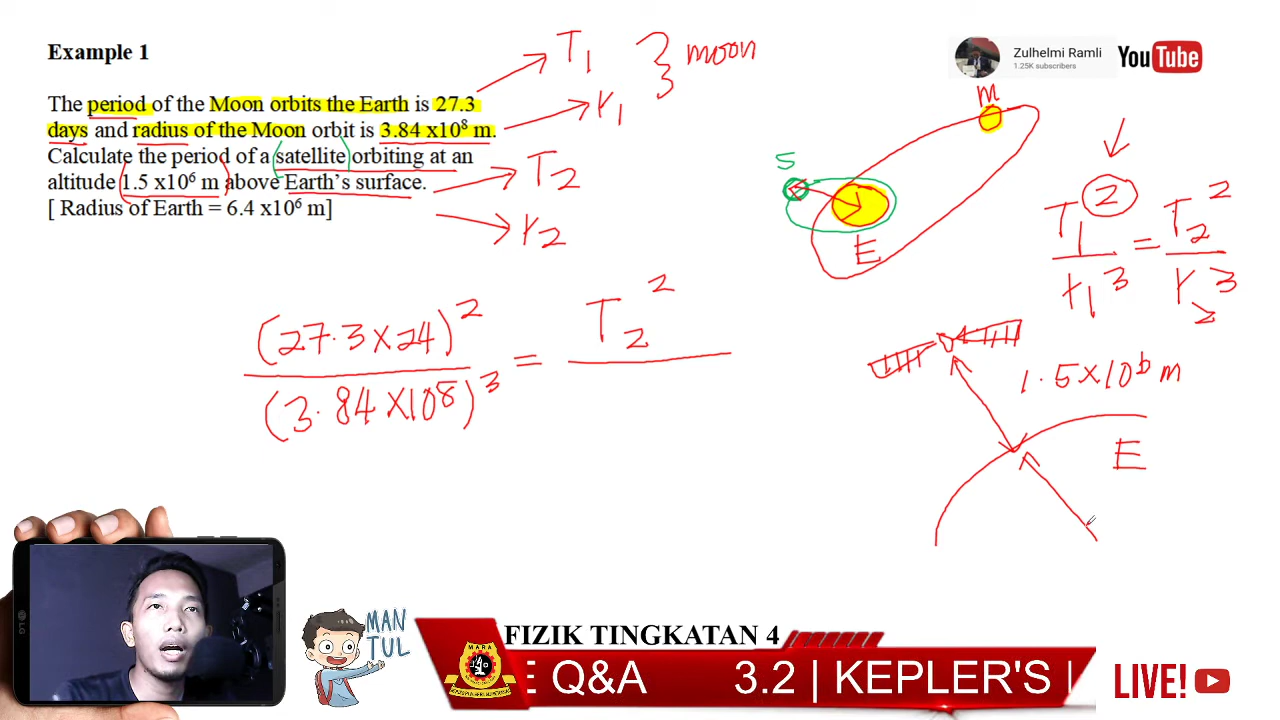 Example 1
The period of the Moon orbits the Earth is 27.3
days and radius of the Moon orbit is 3.84 x10⁸ m.
Calculate the period of a satellite orbiting at an
altitude 1.5 x10⁶ m above Earth's surface.
[ Radius of Earth = 6.4 x10⁶ m]
T₁
r₁
} moon
T₂
r₂
Zulhelmi Ramli
1.25K subscribers
YouTube
m
S
E
T₁²/r₁³ = T₂²/r₂³
(27.3×24)²/(3.84×10⁸)³ = T₂²
1.5×10⁶ m
E
LG
MAN
TUL
MARA
FIZIK TINGKATAN 4
E Q&A 3.2 | KEPLER'S |
LIVE!